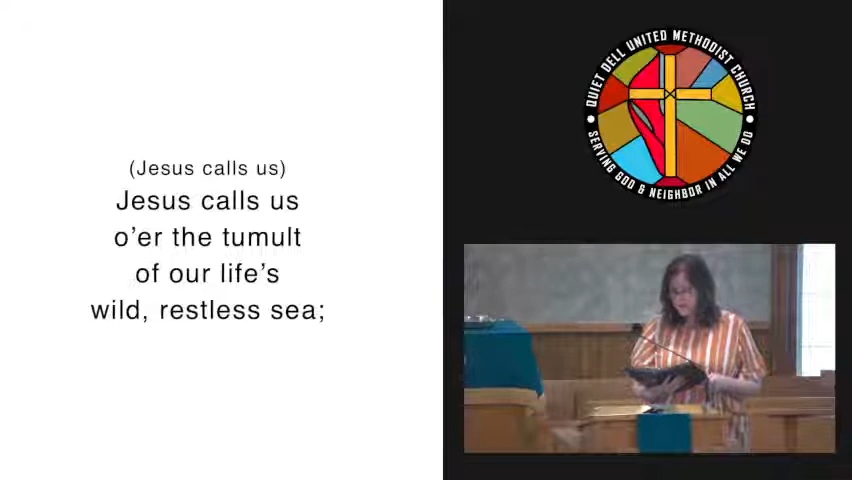 (Jesus calls us)
Jesus calls us
o’er the tumult
of our life’s
wild, restless sea;
QUIET DELL UNITED METHODIST CHURCH
SERVING GOD & NEIGHBOR IN ALL WE DO